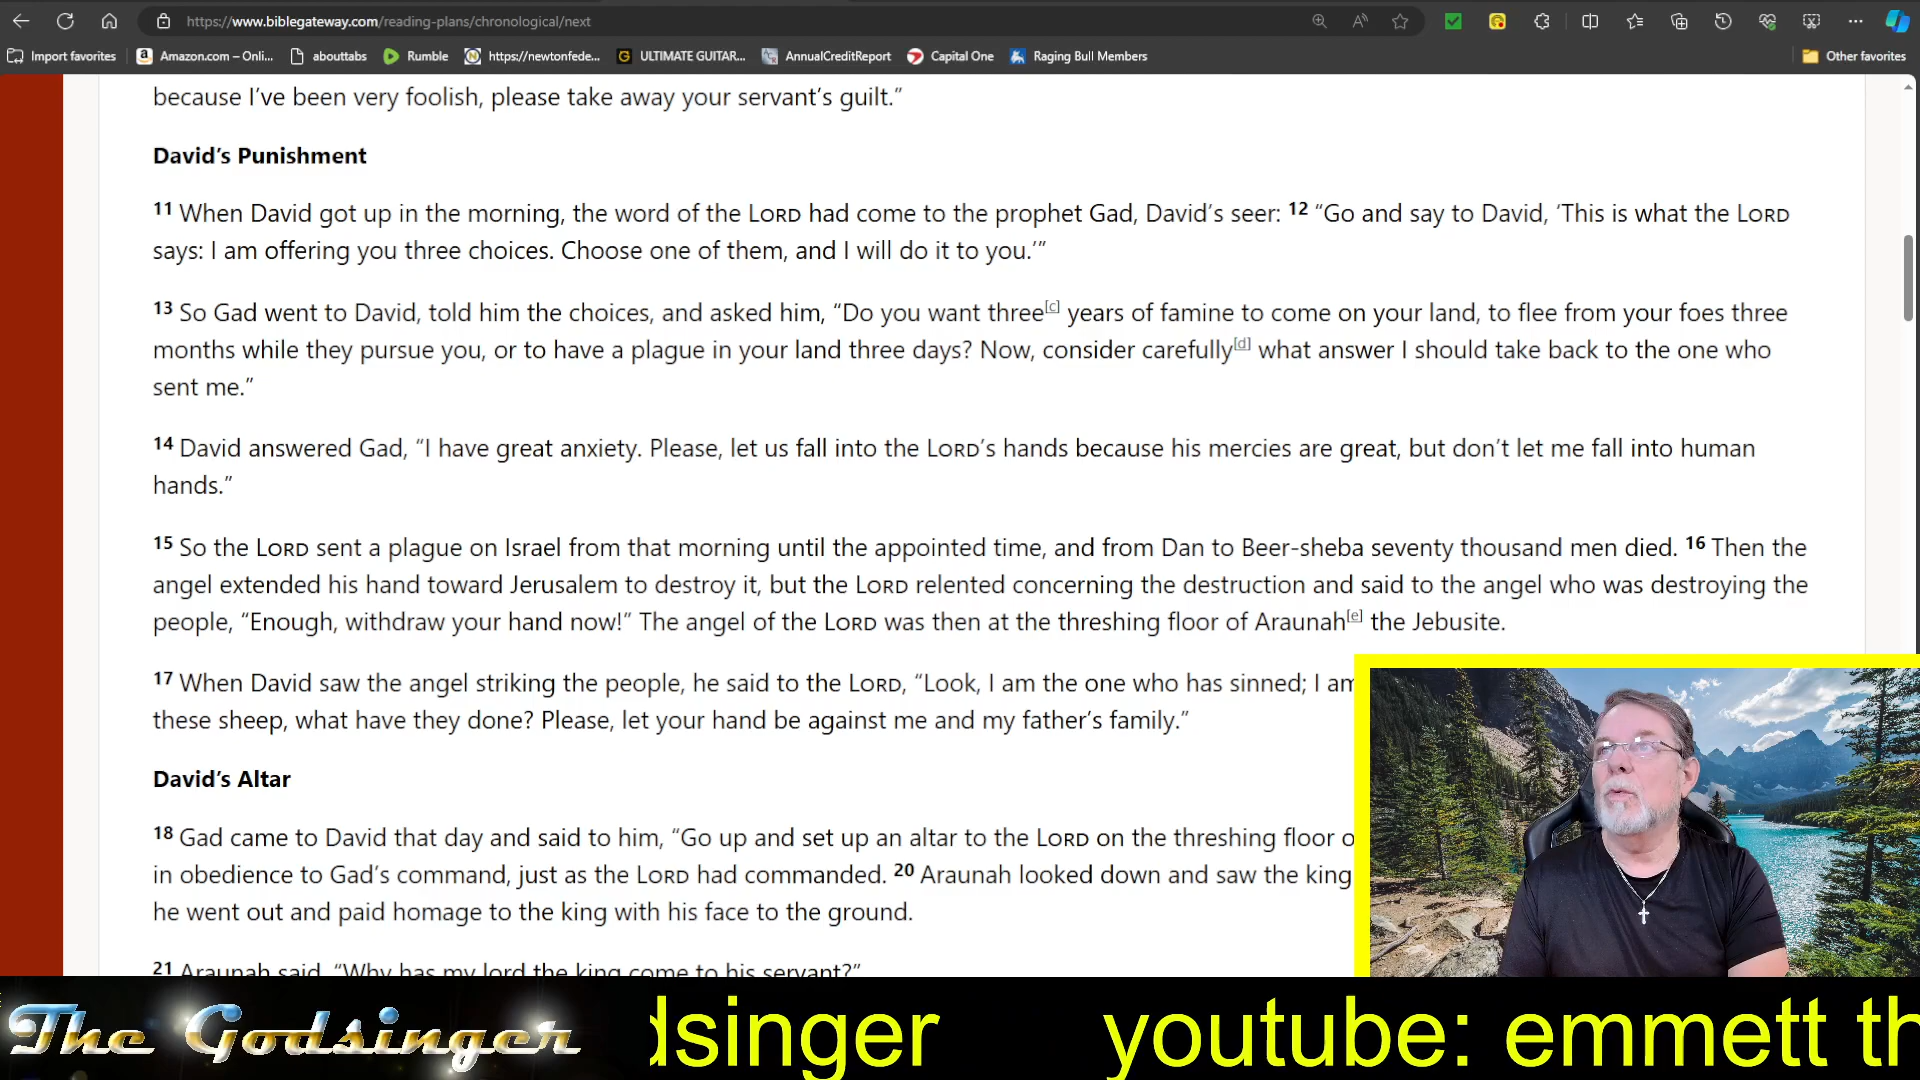 https://www.biblegateway.com/reading-plans/chronological/next
Import favorites Amazon.com – Onli... abouttabs Rumble https://newtonfede... ULTIMATE GUITAR... AnnualCreditReport Capital One Raging Bull Members Other favorites
because I’ve been very foolish, please take away your servant’s guilt.”
David’s Punishment
11 When David got up in the morning, the word of the LORD had come to the prophet Gad, David’s seer: 12 “Go and say to David, ‘This is what the LORD
says: I am offering you three choices. Choose one of them, and I will do it to you.’”
13 So Gad went to David, told him the choices, and asked him, “Do you want three[c] years of famine to come on your land, to flee from your foes three
months while they pursue you, or to have a plague in your land three days? Now, consider carefully[d] what answer I should take back to the one who
sent me.”
14 David answered Gad, “I have great anxiety. Please, let us fall into the LORD’s hands because his mercies are great, but don’t let me fall into human
hands.”
15 So the LORD sent a plague on Israel from that morning until the appointed time, and from Dan to Beer-sheba seventy thousand men died. 16 Then the
angel extended his hand toward Jerusalem to destroy it, but the LORD relented concerning the destruction and said to the angel who was destroying the
people, “Enough, withdraw your hand now!” The angel of the LORD was then at the threshing floor of Araunah[e] the Jebusite.
17 When David saw the angel striking the people, he said to the LORD, “Look, I am the one who has sinned; I am
these sheep, what have they done? Please, let your hand be against me and my father’s family.”
David’s Altar
18 Gad came to David that day and said to him, “Go up and set up an altar to the LORD on the threshing floor o
in obedience to Gad’s command, just as the LORD had commanded. 20 Araunah looked down and saw the king
he went out and paid homage to the king with his face to the ground.
21 Araunah said, “Why has my lord the king come to his servant?”
The Godsinger dsinger youtube: emmett th